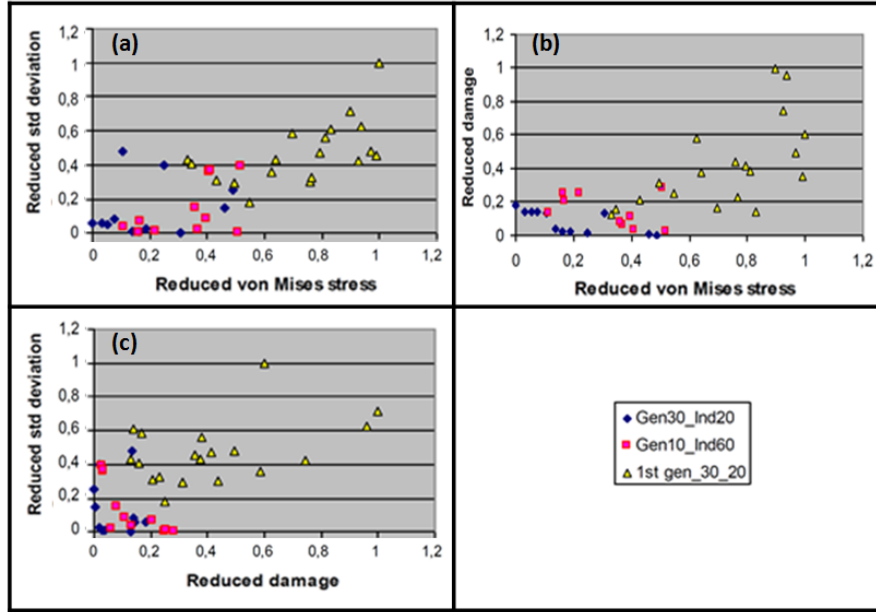 (a)
Reduced std deviation
1,2
1
0,8
0,6
0,4
0,2
0
0 0,2 0,4 0,6 0,8 1 1,2
Reduced von Mises stress
(b)
Reduced damage
1,2
1
0,8
0,6
0,4
0,2
0
0 0,2 0,4 0,6 0,8 1 1,2
Reduced von Mises stress
(c)
Reduced std deviation
1,2
1
0,8
0,6
0,4
0,2
0
0 0,2 0,4 0,6 0,8 1 1,2
Reduced damage
Gen30_Ind20
Gen10_Ind60
1st gen_30_20